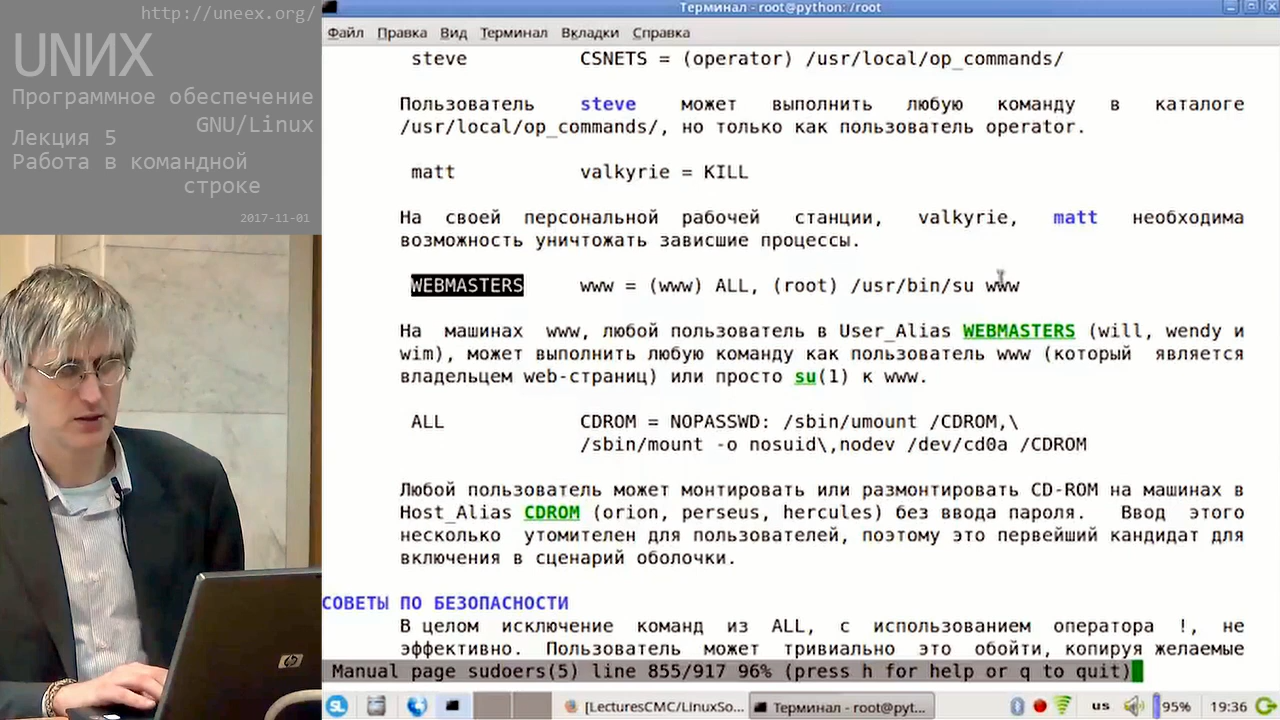 http://uneex.org/
UNИX
Программное обеспечение
GNU/Linux
Лекция 5
Работа в командной
строке
2017-11-01
Терминал - root@python: /root
Файл Правка Вид Терминал Вкладки Справка
steve CSNETS = (operator) /usr/local/op_commands/
Пользователь steve может выполнить любую команду в каталоге
/usr/local/op_commands/, но только как пользователь operator.
matt valkyrie = KILL
На своей персональной рабочей станции, valkyrie, matt необходима
возможность уничтожать зависшие процессы.
WEBMASTERS www = (www) ALL, (root) /usr/bin/su www
На машинах www, любой пользователь в User_Alias WEBMASTERS (will, wendy и
wim), может выполнить любую команду как пользователь www (который является
владельцем web-страниц) или просто su(1) к www.
ALL CDROM = NOPASSWD: /sbin/umount /CDROM,\
/sbin/mount -o nosuid\,nodev /dev/cd0a /CDROM
Любой пользователь может монтировать или размонтировать CD-ROM на машинах в
Host_Alias CDROM (orion, perseus, hercules) без ввода пароля. Ввод этого
несколько утомителен для пользователей, поэтому это первейший кандидат для
включения в сценарий оболочки.
СОВЕТЫ ПО БЕЗОПАСНОСТИ
В целом исключение команд из ALL, с использованием оператора !, не
эффективно. Пользователь может тривиально это обойти, копируя желаемые
Manual page sudoers(5) line 855/917 96% (press h for help or q to quit)
SL [LecturesCMC/LinuxSo... Терминал - root@pyt... us 95% 19:36
hp